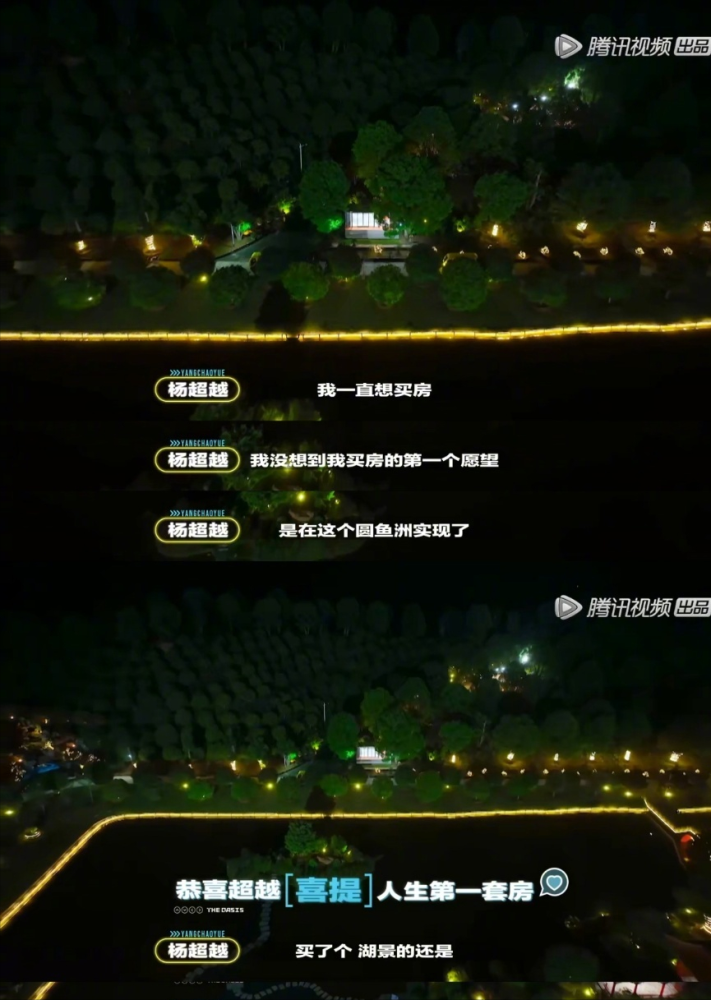 腾讯视频 出品
>>>YANGCHAOYUE
杨超越 我一直想买房
>>>YANGCHAOYUE
杨超越 我没想到我买房的第一个愿望
>>>YANGCHAOYUE
杨超越 是在这个圆鱼洲实现了
腾讯视频 出品
恭喜超越[喜提]人生第一套房
THE OASIS
>>>YANGCHAOYUE
杨超越 买了个 湖景的还是